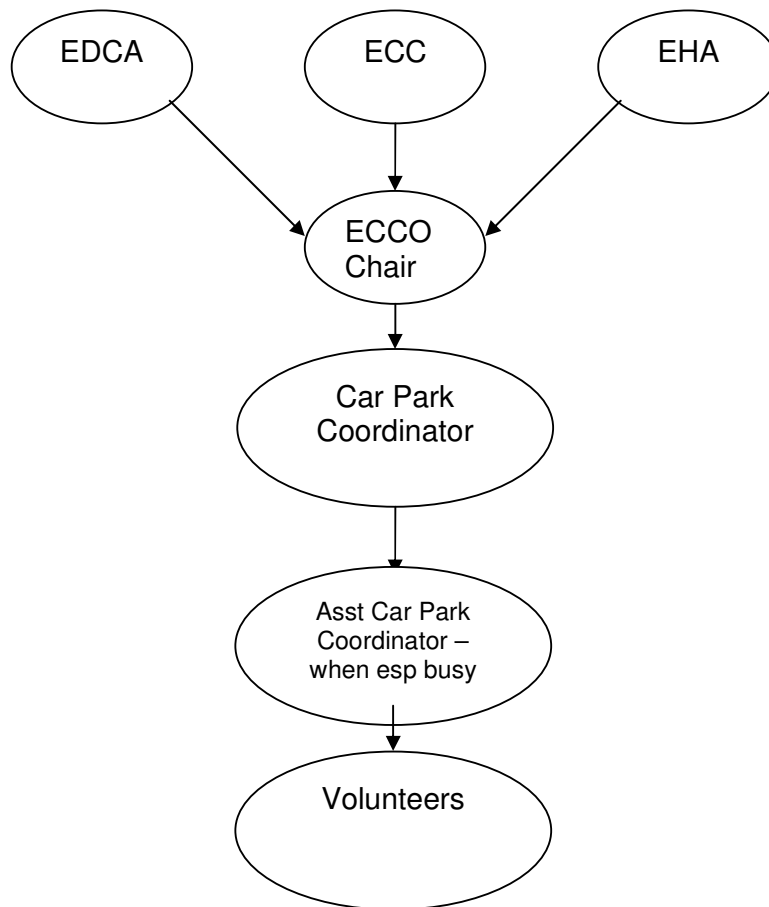 EDCA
ECC
EHA
ECCO
Chair
Car Park
Coordinator
Asst Car Park
Coordinator –
when esp busy
Volunteers